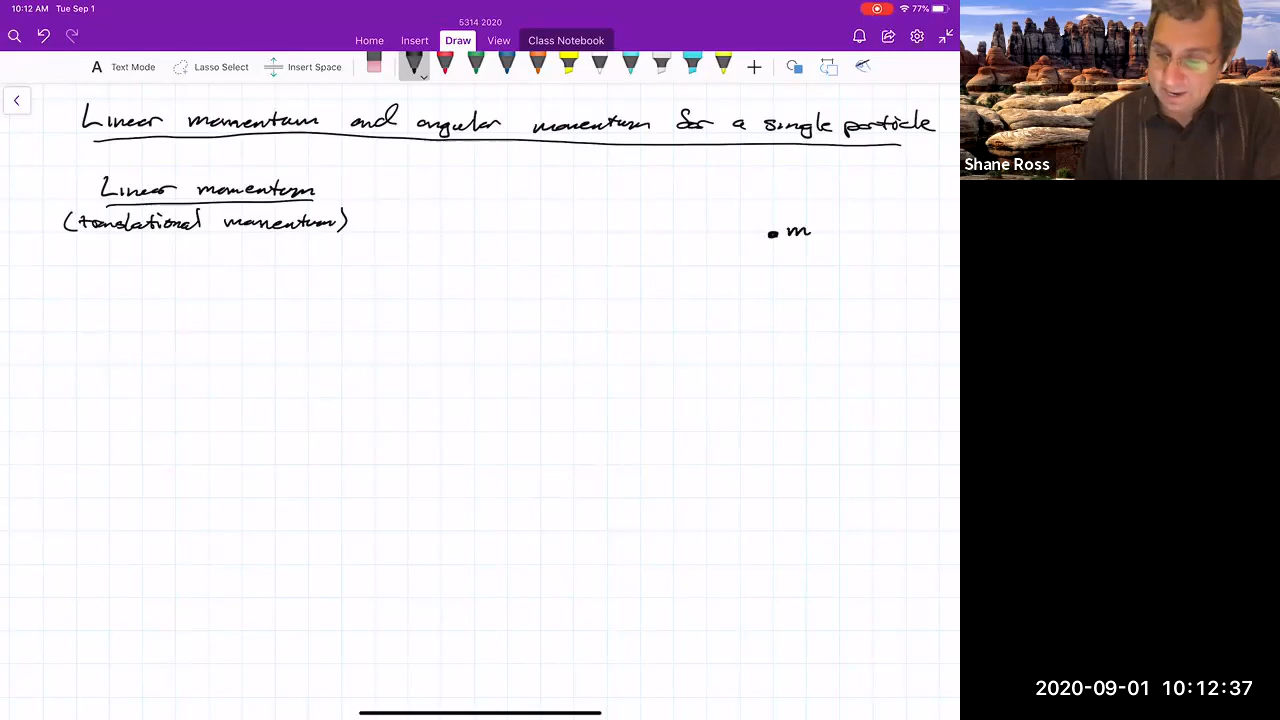 10:12 AM Tue Sep 1
77%
5314 2020
Home Insert Draw View Class Notebook
A Text Mode Lasso Select Insert Space
Linear momentum and angular momentum for a single particle
Linear momentum
(translational momentum)
m
Shane Ross
2020-09-01 10:12:37